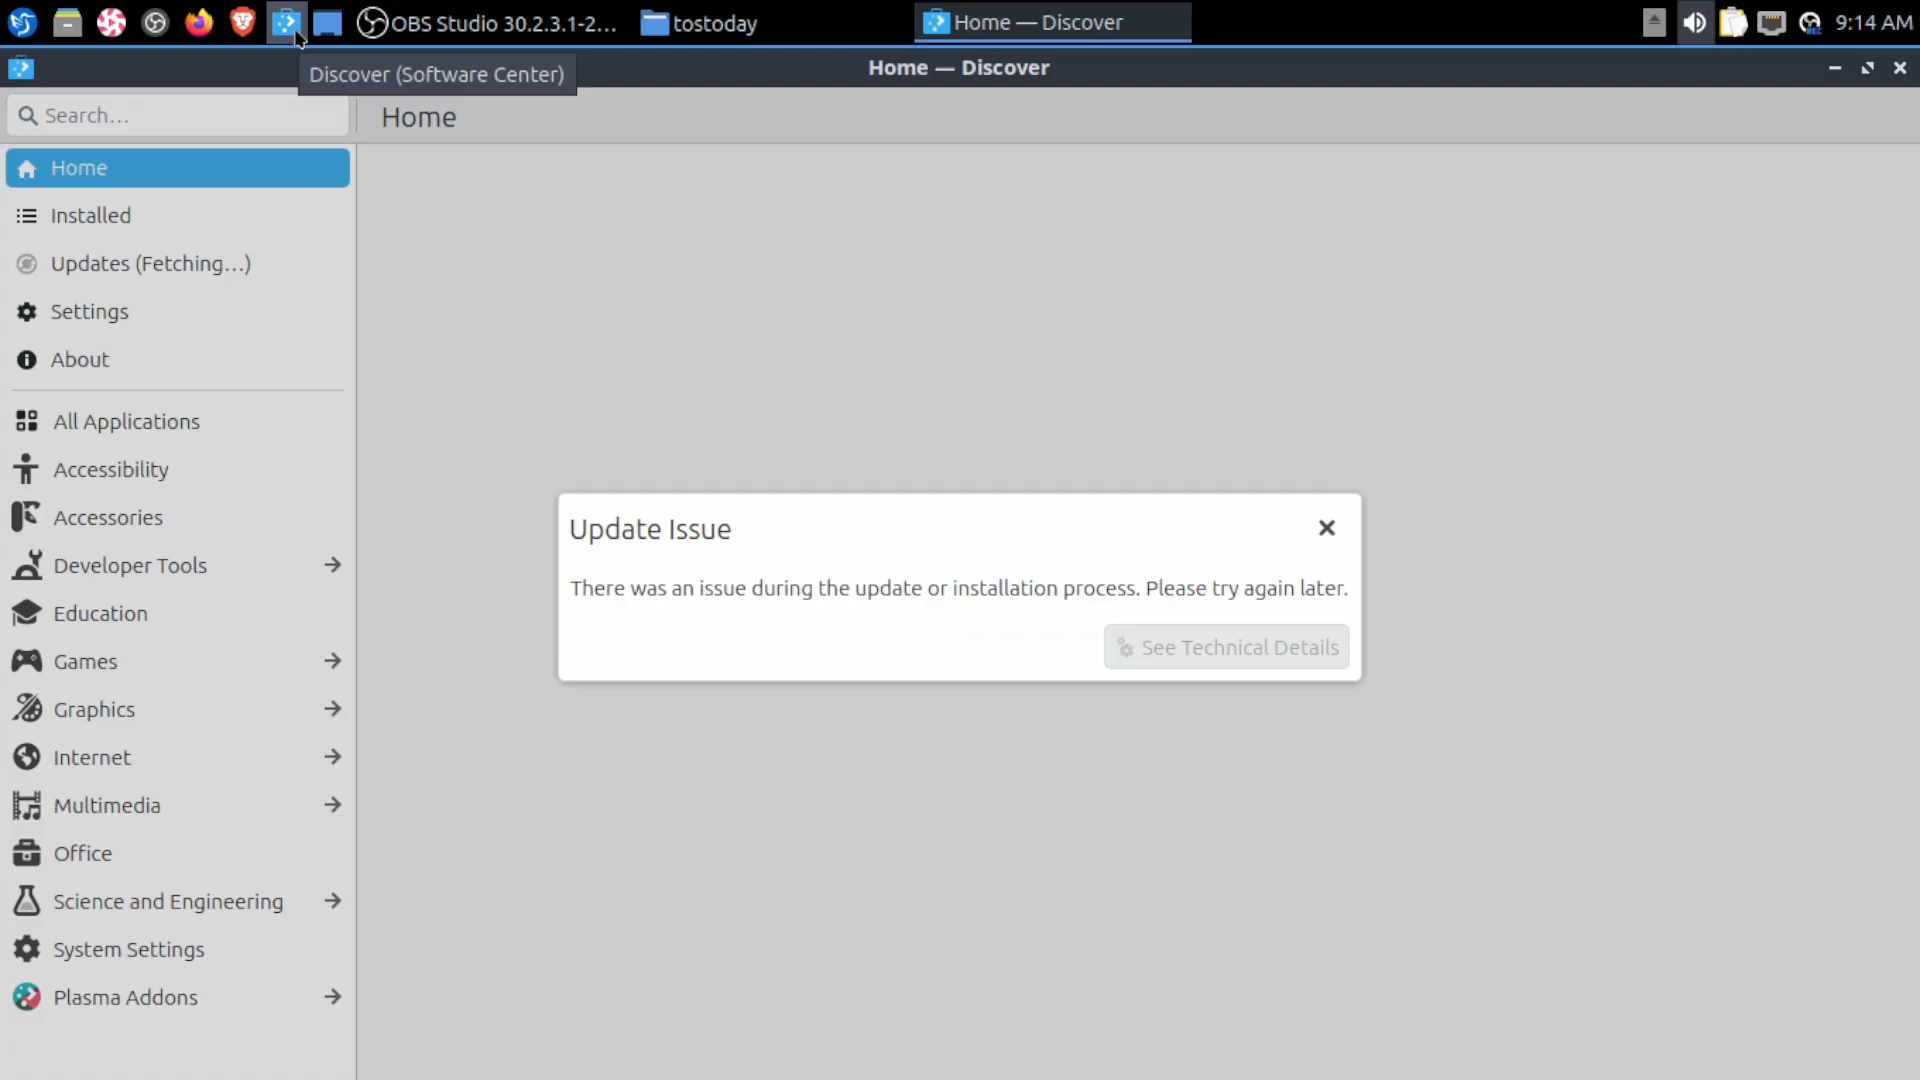 OBS Studio 30.2.3.1-2...
tostoday
Home — Discover
9:14 AM
Discover (Software Center)
Home — Discover
Search...
Home
Home
Installed
Updates (Fetching...)
Settings
About
All Applications
Accessibility
Accessories
Developer Tools
Education
Games
Graphics
Internet
Multimedia
Office
Science and Engineering
System Settings
Plasma Addons
Update Issue
There was an issue during the update or installation process. Please try again later.
See Technical Details